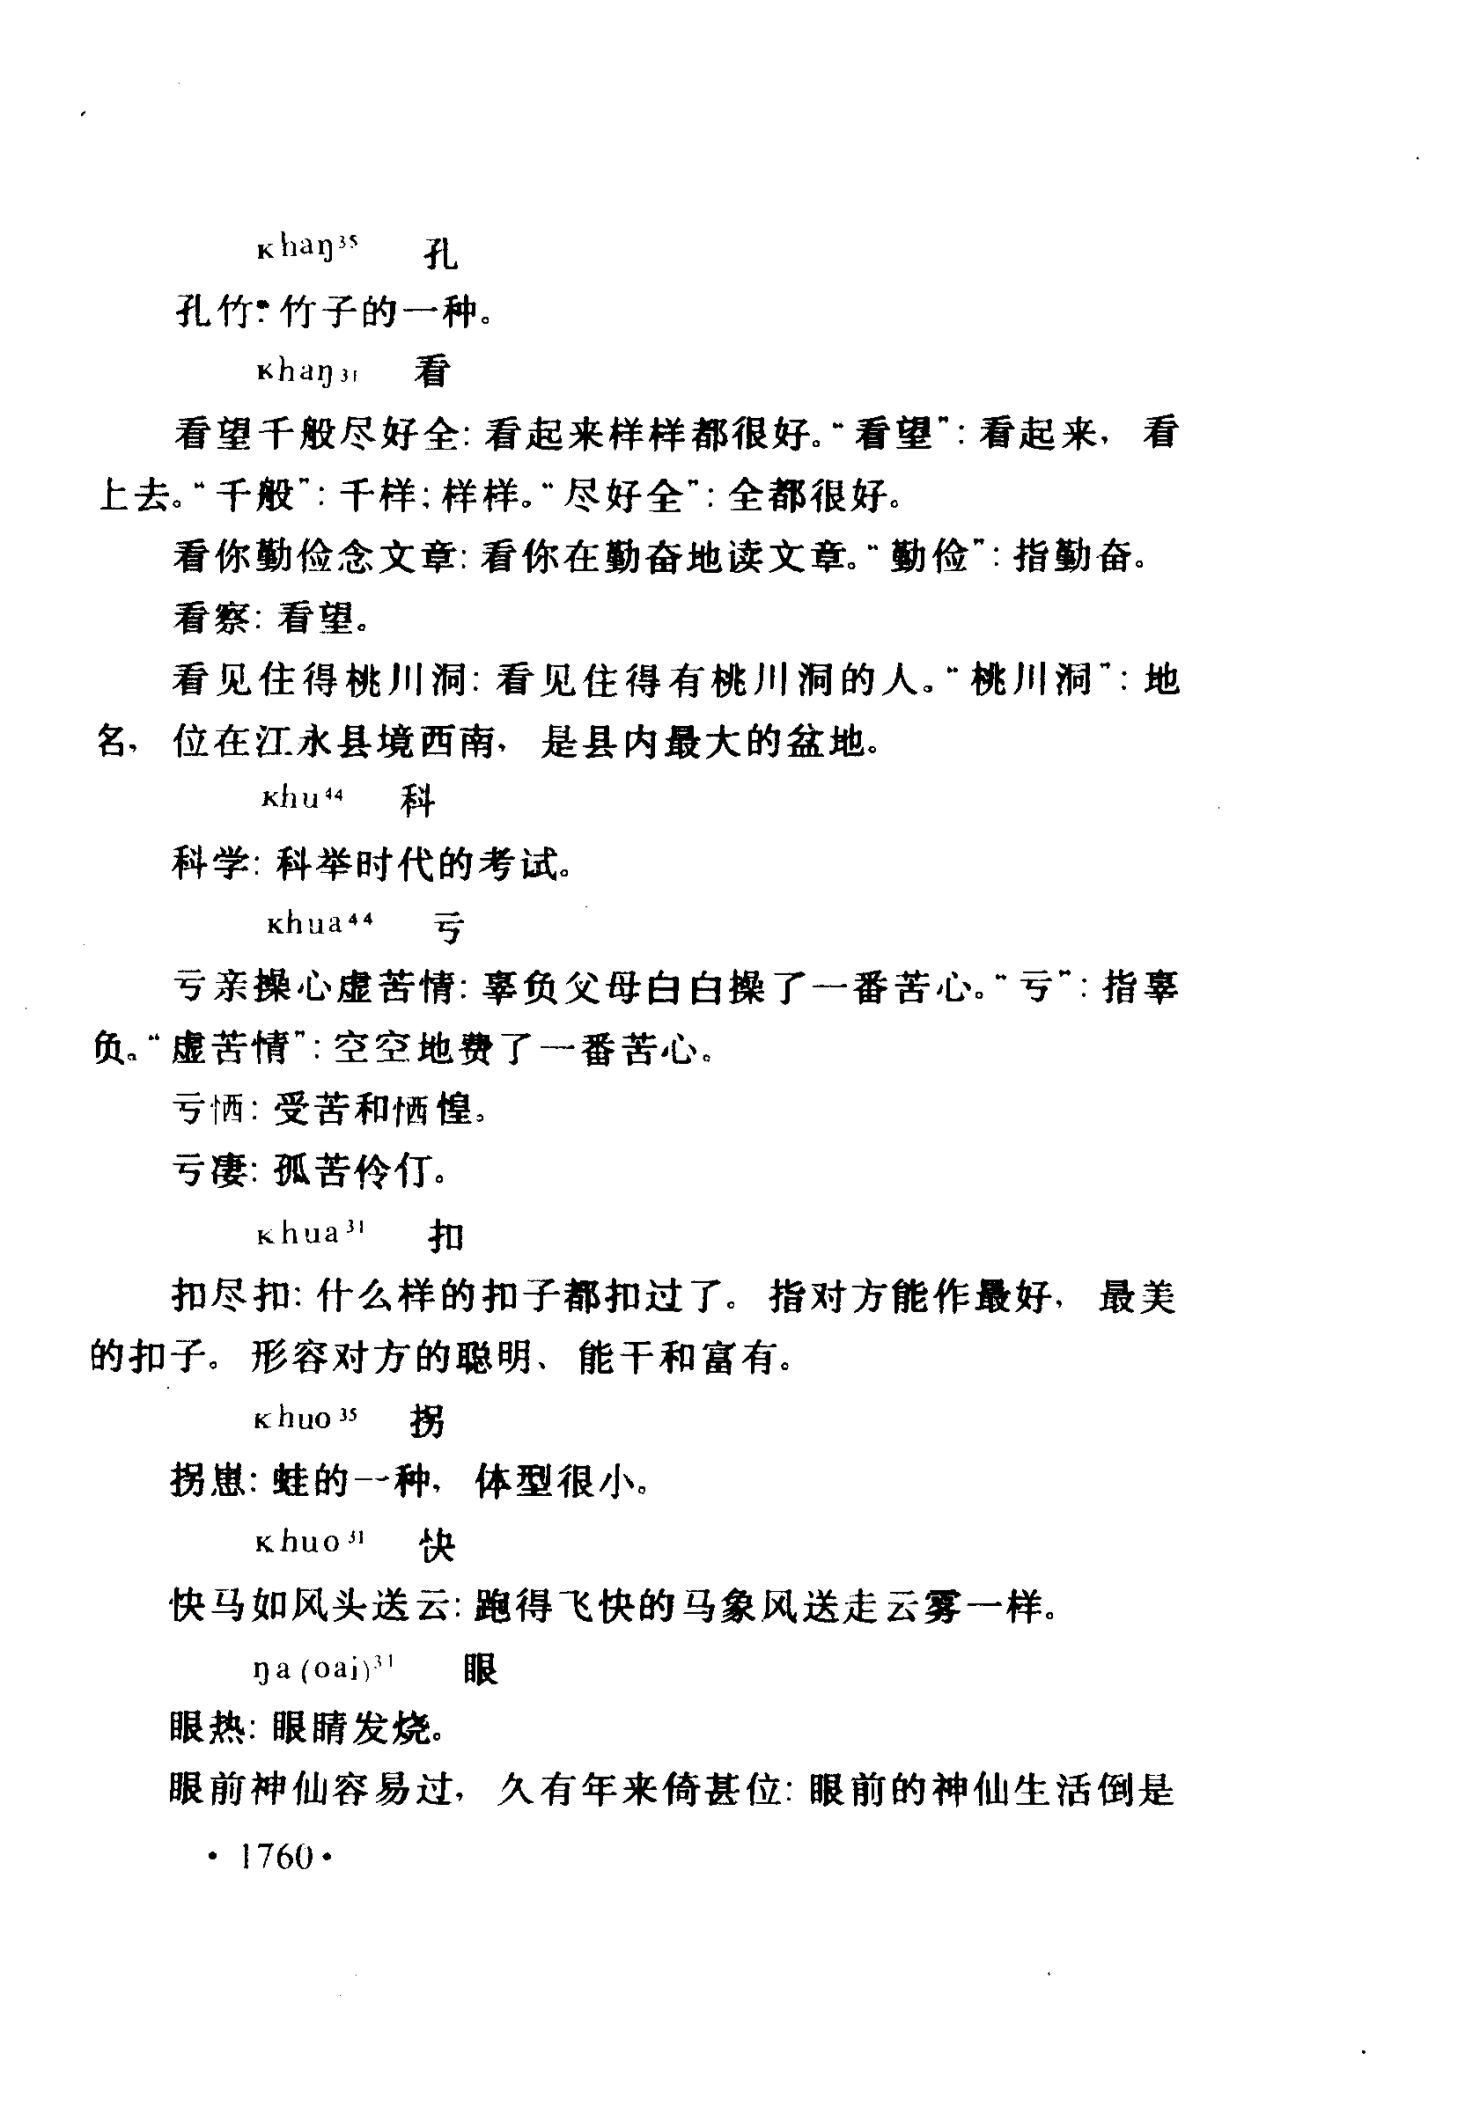 кhaŋ³⁵ 孔
孔竹：竹子的一种。
кhaŋ₃₁ 看
看望千般尽好全：看起来样样都很好。“看望”：看起来，看
上去。“千般”：千样；样样。“尽好全”：全都很好。
看你勤俭念文章：看你在勤奋地读文章。“勤俭”：指勤奋。
看察：看望。
看见住得桃川洞：看见住得有桃川洞的人。“桃川洞”：地
名，位在江永县境西南，是县内最大的盆地。
кhu⁴⁴ 科
科学：科举时代的考试。
кhua⁴⁴ 亏
亏亲操心虚苦情：辜负父母白白操了一番苦心。“亏”：指辜
负。“虚苦情”：空空地费了一番苦心。
亏恓：受苦和恓惶。
亏凄：孤苦伶仃。
кhua³¹ 扣
扣尽扣：什么样的扣子都扣过了。指对方能作最好，最美
的扣子。形容对方的聪明、能干和富有。
кhuo³⁵ 拐
拐崽：蛙的一种，体型很小。
кhuo³¹ 快
快马如风头送云：跑得飞快的马象风送走云雾一样。
ŋa(oai)³¹ 眼
眼热：眼睛发烧。
眼前神仙容易过，久有年来倚甚位：眼前的神仙生活倒是
·1760·